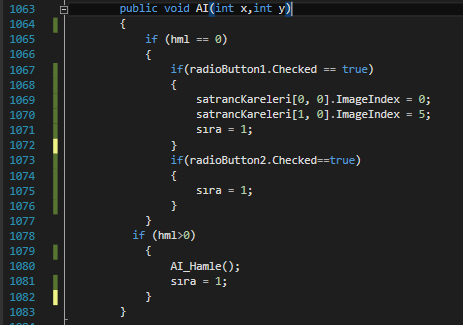 1063 public void AI(int x,int y)
1064 {
1065 if (hml == 0)
1066 {
1067 if(radioButton1.Checked == true)
1068 {
1069 satrancKareleri[0, 0].ImageIndex = 0;
1070 satrancKareleri[1, 0].ImageIndex = 5;
1071 sıra = 1;
1072 }
1073 if(radioButton2.Checked==true)
1074 {
1075 sıra = 1;
1076 }
1077 }
1078 if (hml>0)
1079 {
1080 AI_Hamle();
1081 sıra = 1;
1082 }
1083 }